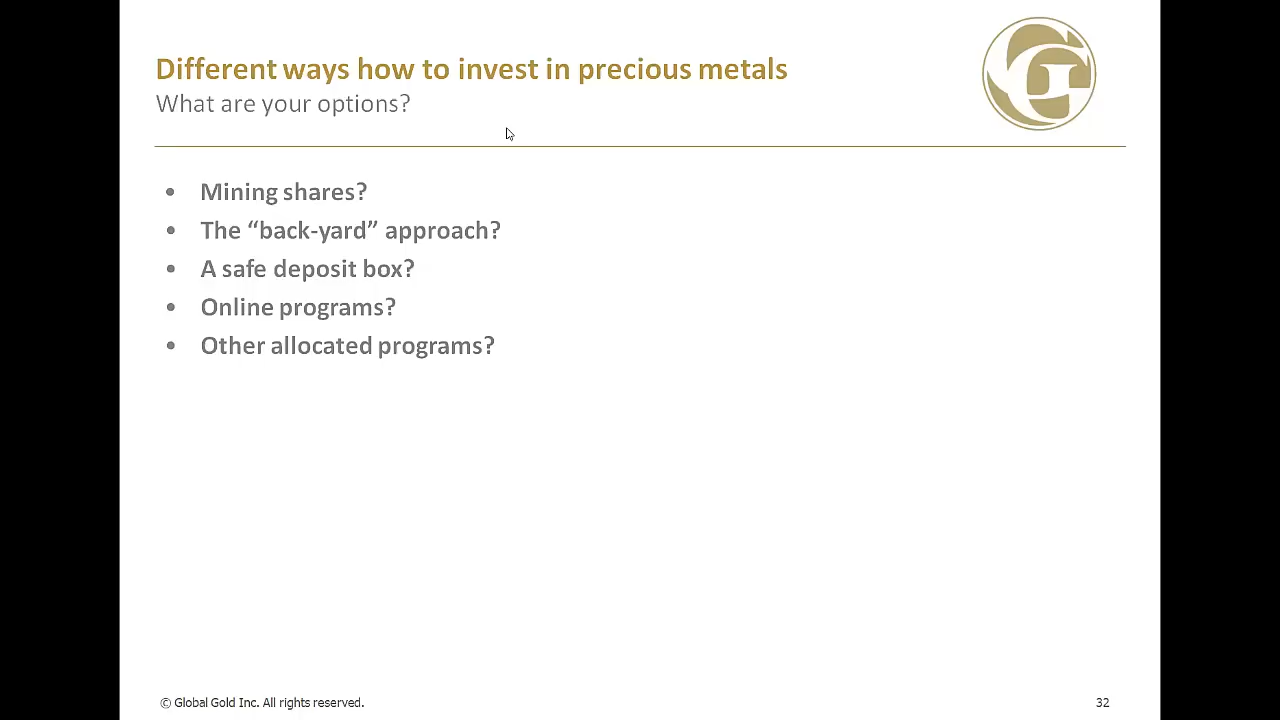 Different ways how to invest in precious metals
What are your options?
• Mining shares?
• The “back-yard” approach?
• A safe deposit box?
• Online programs?
• Other allocated programs?
© Global Gold Inc. All rights reserved.
32